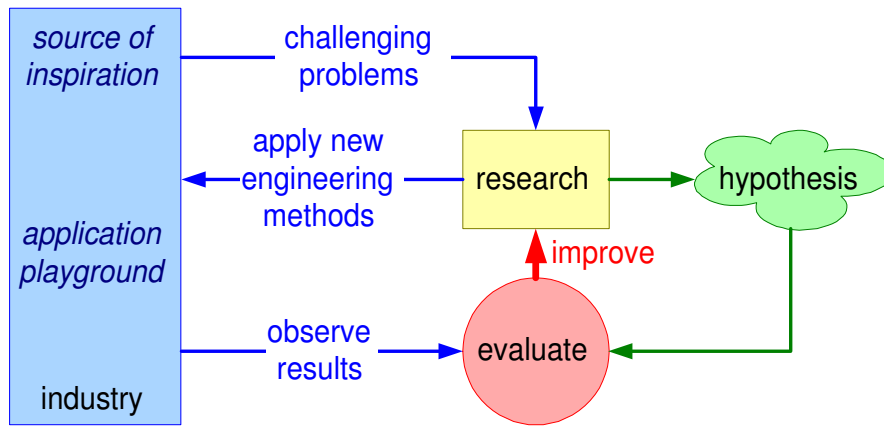 source of
inspiration
challenging
problems
apply new
engineering
methods
research
hypothesis
application
playground
improve
observe
results
evaluate
industry